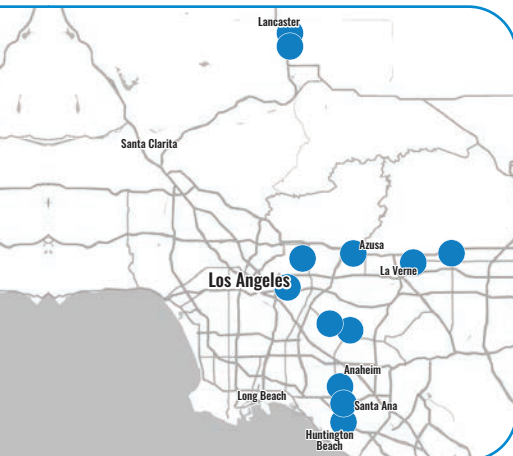 Lancaster
Santa Clarita
Azusa
La Verne
Los Angeles
Anaheim
Long Beach
Santa Ana
Huntington
Beach